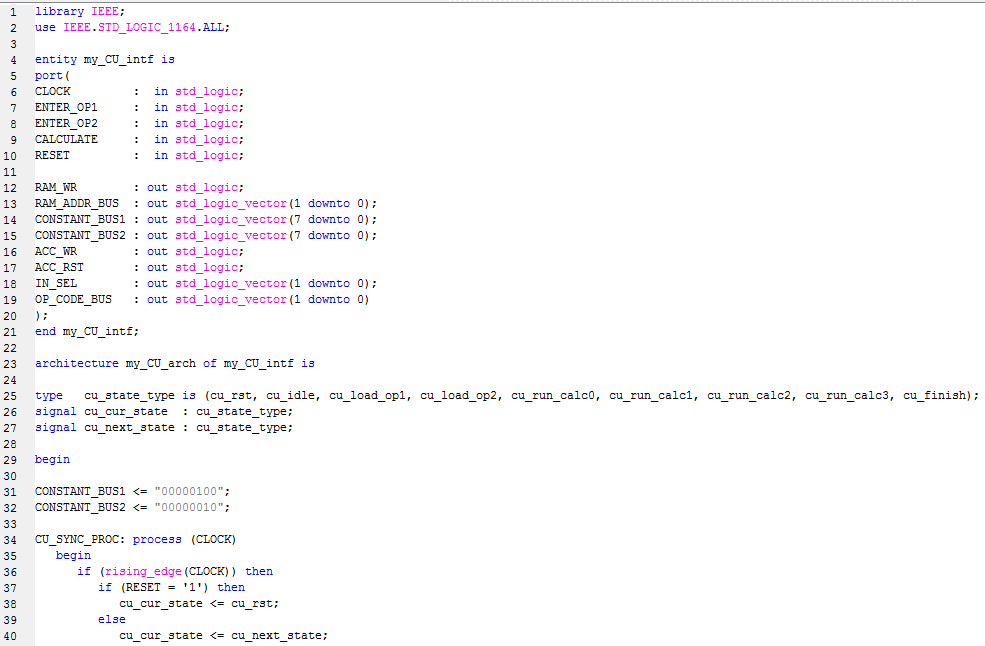 1 library IEEE;
2 use IEEE.STD_LOGIC_1164.ALL;
3
4 entity my_CU_intf is
5 port(
6 CLOCK          :  in std_logic;
7 ENTER_OP1      :  in std_logic;
8 ENTER_OP2      :  in std_logic;
9 CALCULATE      :  in std_logic;
10 RESET          :  in std_logic;
11
12 RAM_WR         : out std_logic;
13 RAM_ADDR_BUS   : out std_logic_vector(1 downto 0);
14 CONSTANT_BUS1  : out std_logic_vector(7 downto 0);
15 CONSTANT_BUS2  : out std_logic_vector(7 downto 0);
16 ACC_WR         : out std_logic;
17 ACC_RST        : out std_logic;
18 IN_SEL         : out std_logic_vector(1 downto 0);
19 OP_CODE_BUS    : out std_logic_vector(1 downto 0)
20 );
21 end my_CU_intf;
22
23 architecture my_CU_arch of my_CU_intf is
24
25 type   cu_state_type is (cu_rst, cu_idle, cu_load_op1, cu_load_op2, cu_run_calc0, cu_run_calc1, cu_run_calc2, cu_run_calc3, cu_finish);
26 signal cu_cur_state  : cu_state_type;
27 signal cu_next_state : cu_state_type;
28
29 begin
30
31 CONSTANT_BUS1 <= "00000100";
32 CONSTANT_BUS2 <= "00000010";
33
34 CU_SYNC_PROC: process (CLOCK)
35    begin
36       if (rising_edge(CLOCK)) then
37          if (RESET = '1') then
38             cu_cur_state <= cu_rst;
39          else
40             cu_cur_state <= cu_next_state;